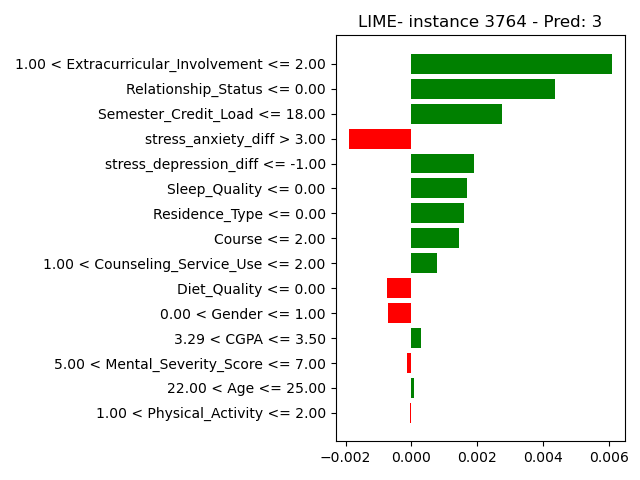 LIME- instance 3764 - Pred: 3
1.00 < Extracurricular_Involvement <= 2.00
Relationship_Status <= 0.00
Semester_Credit_Load <= 18.00
stress_anxiety_diff > 3.00
stress_depression_diff <= -1.00
Sleep_Quality <= 0.00
Residence_Type <= 0.00
Course <= 2.00
1.00 < Counseling_Service_Use <= 2.00
Diet_Quality <= 0.00
0.00 < Gender <= 1.00
3.29 < CGPA <= 3.50
5.00 < Mental_Severity_Score <= 7.00
22.00 < Age <= 25.00
1.00 < Physical_Activity <= 2.00
−0.002 0.000 0.002 0.004 0.006